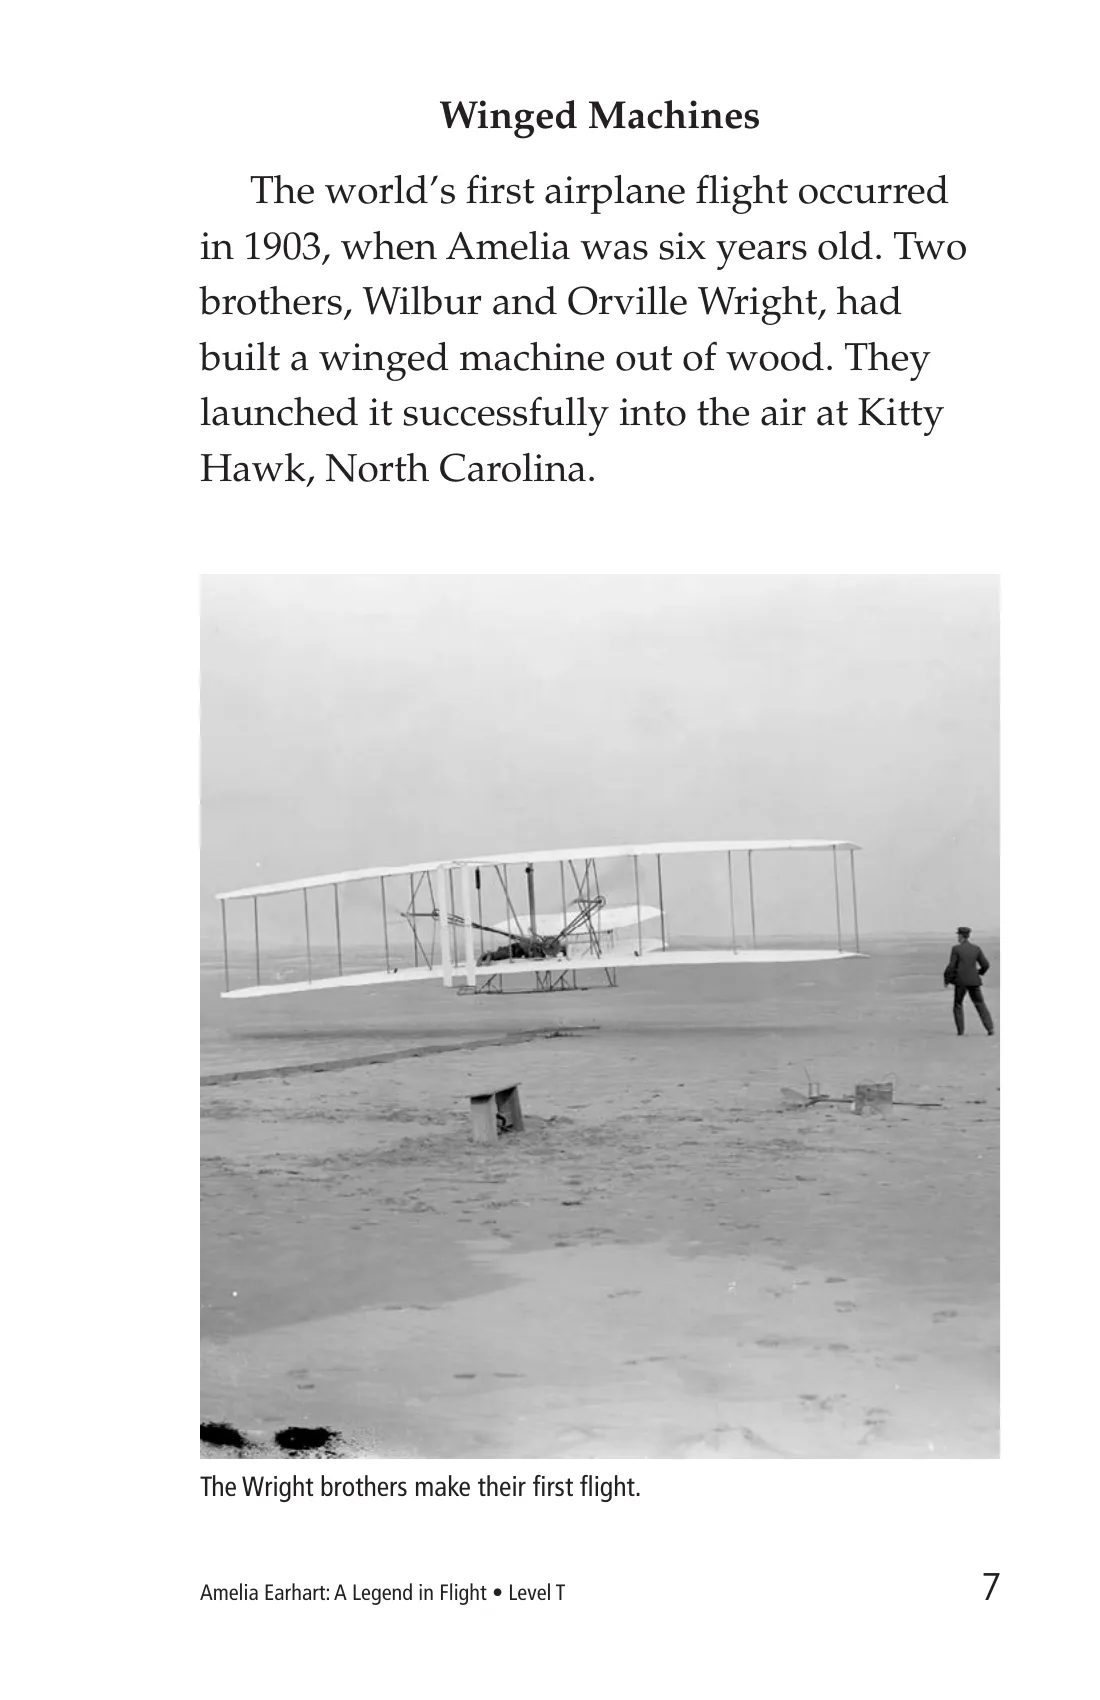 Winged Machines
The world’s first airplane flight occurred
in 1903, when Amelia was six years old. Two
brothers, Wilbur and Orville Wright, had
built a winged machine out of wood. They
launched it successfully into the air at Kitty
Hawk, North Carolina.
The Wright brothers make their first flight.
Amelia Earhart: A Legend in Flight • Level T
7